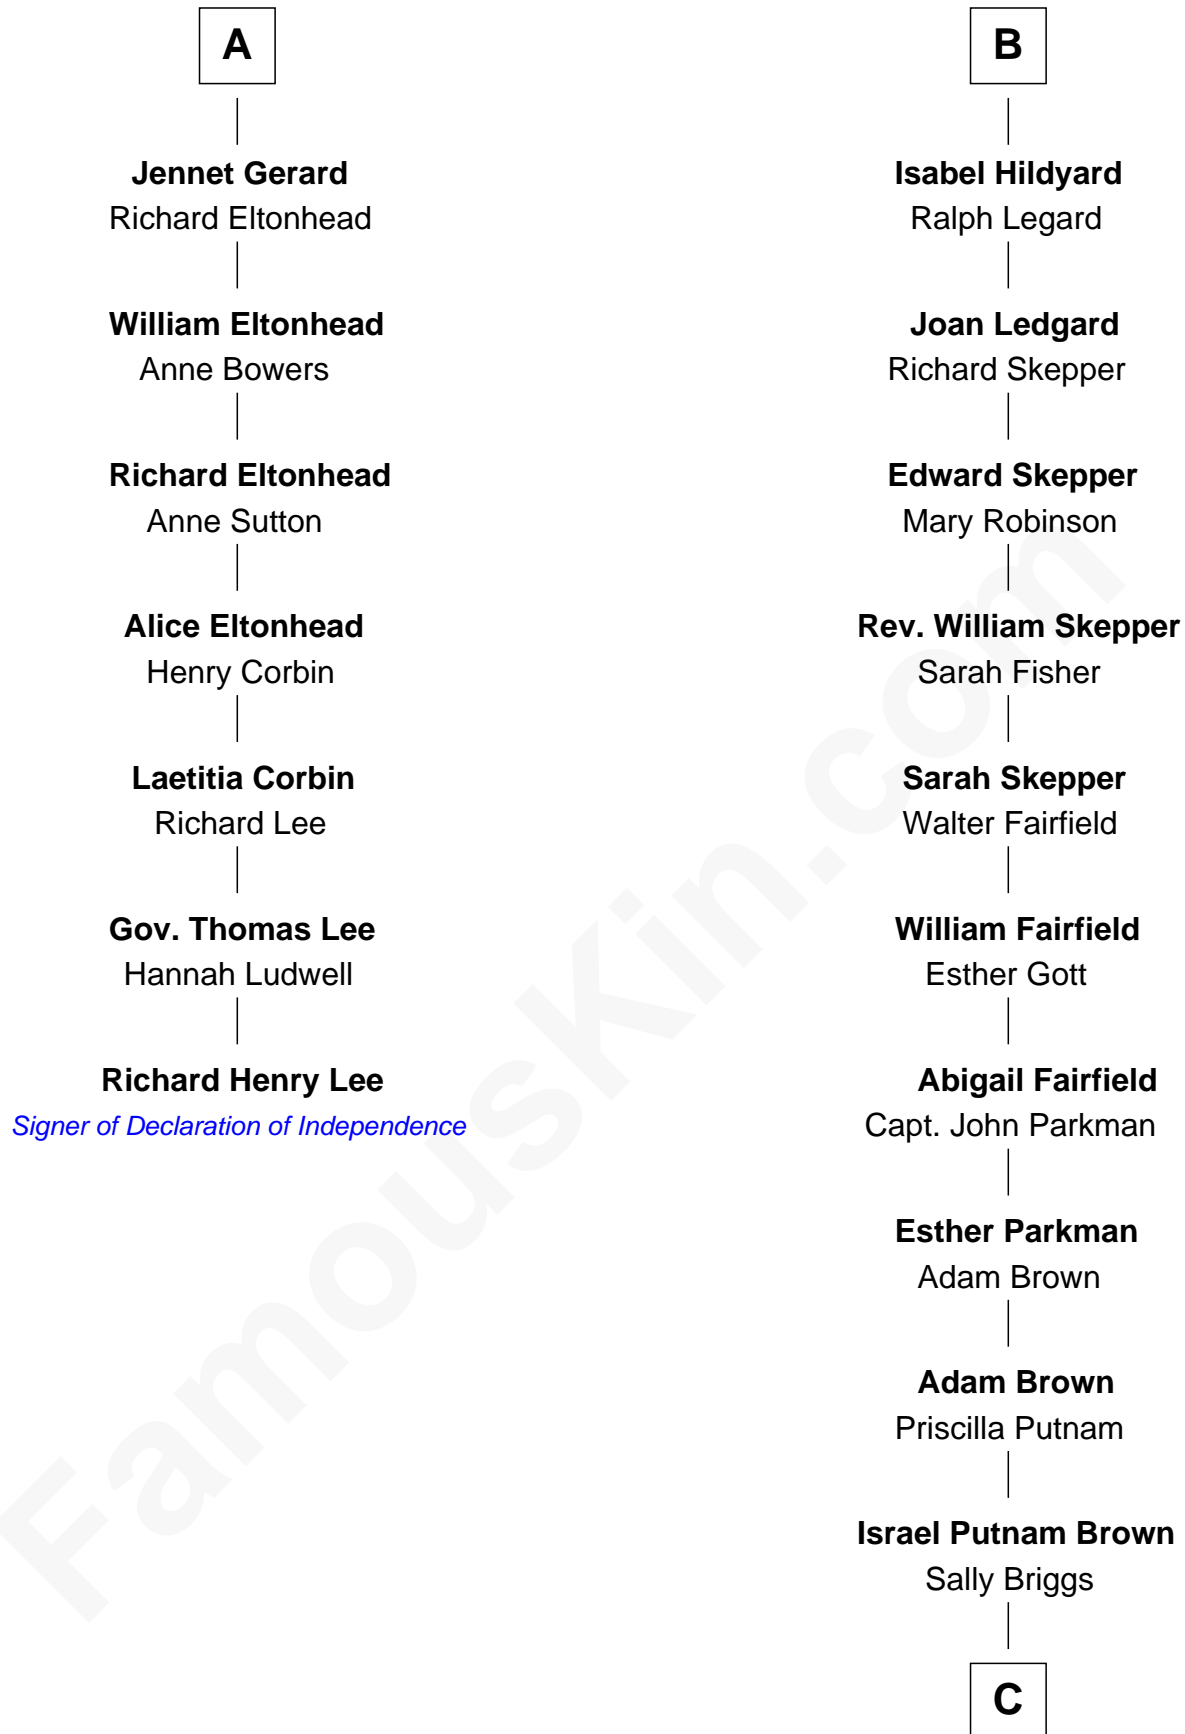 A
Jennet Gerard
Richard Eltonhead
William Eltonhead
Anne Bowers
Richard Eltonhead
Anne Sutton
Alice Eltonhead
Henry Corbin
Laetitia Corbin
Richard Lee
Gov. Thomas Lee
Hannah Ludwell
Richard Henry Lee
Signer of Declaration of Independence
B
Isabel Hildyard
Ralph Legard
Joan Ledgard
Richard Skepper
Edward Skepper
Mary Robinson
Rev. William Skepper
Sarah Fisher
Sarah Skepper
Walter Fairfield
William Fairfield
Esther Gott
Abigail Fairfield
Capt. John Parkman
Esther Parkman
Adam Brown
Adam Brown
Priscilla Putnam
Israel Putnam Brown
Sally Briggs
C
FamousKin.com